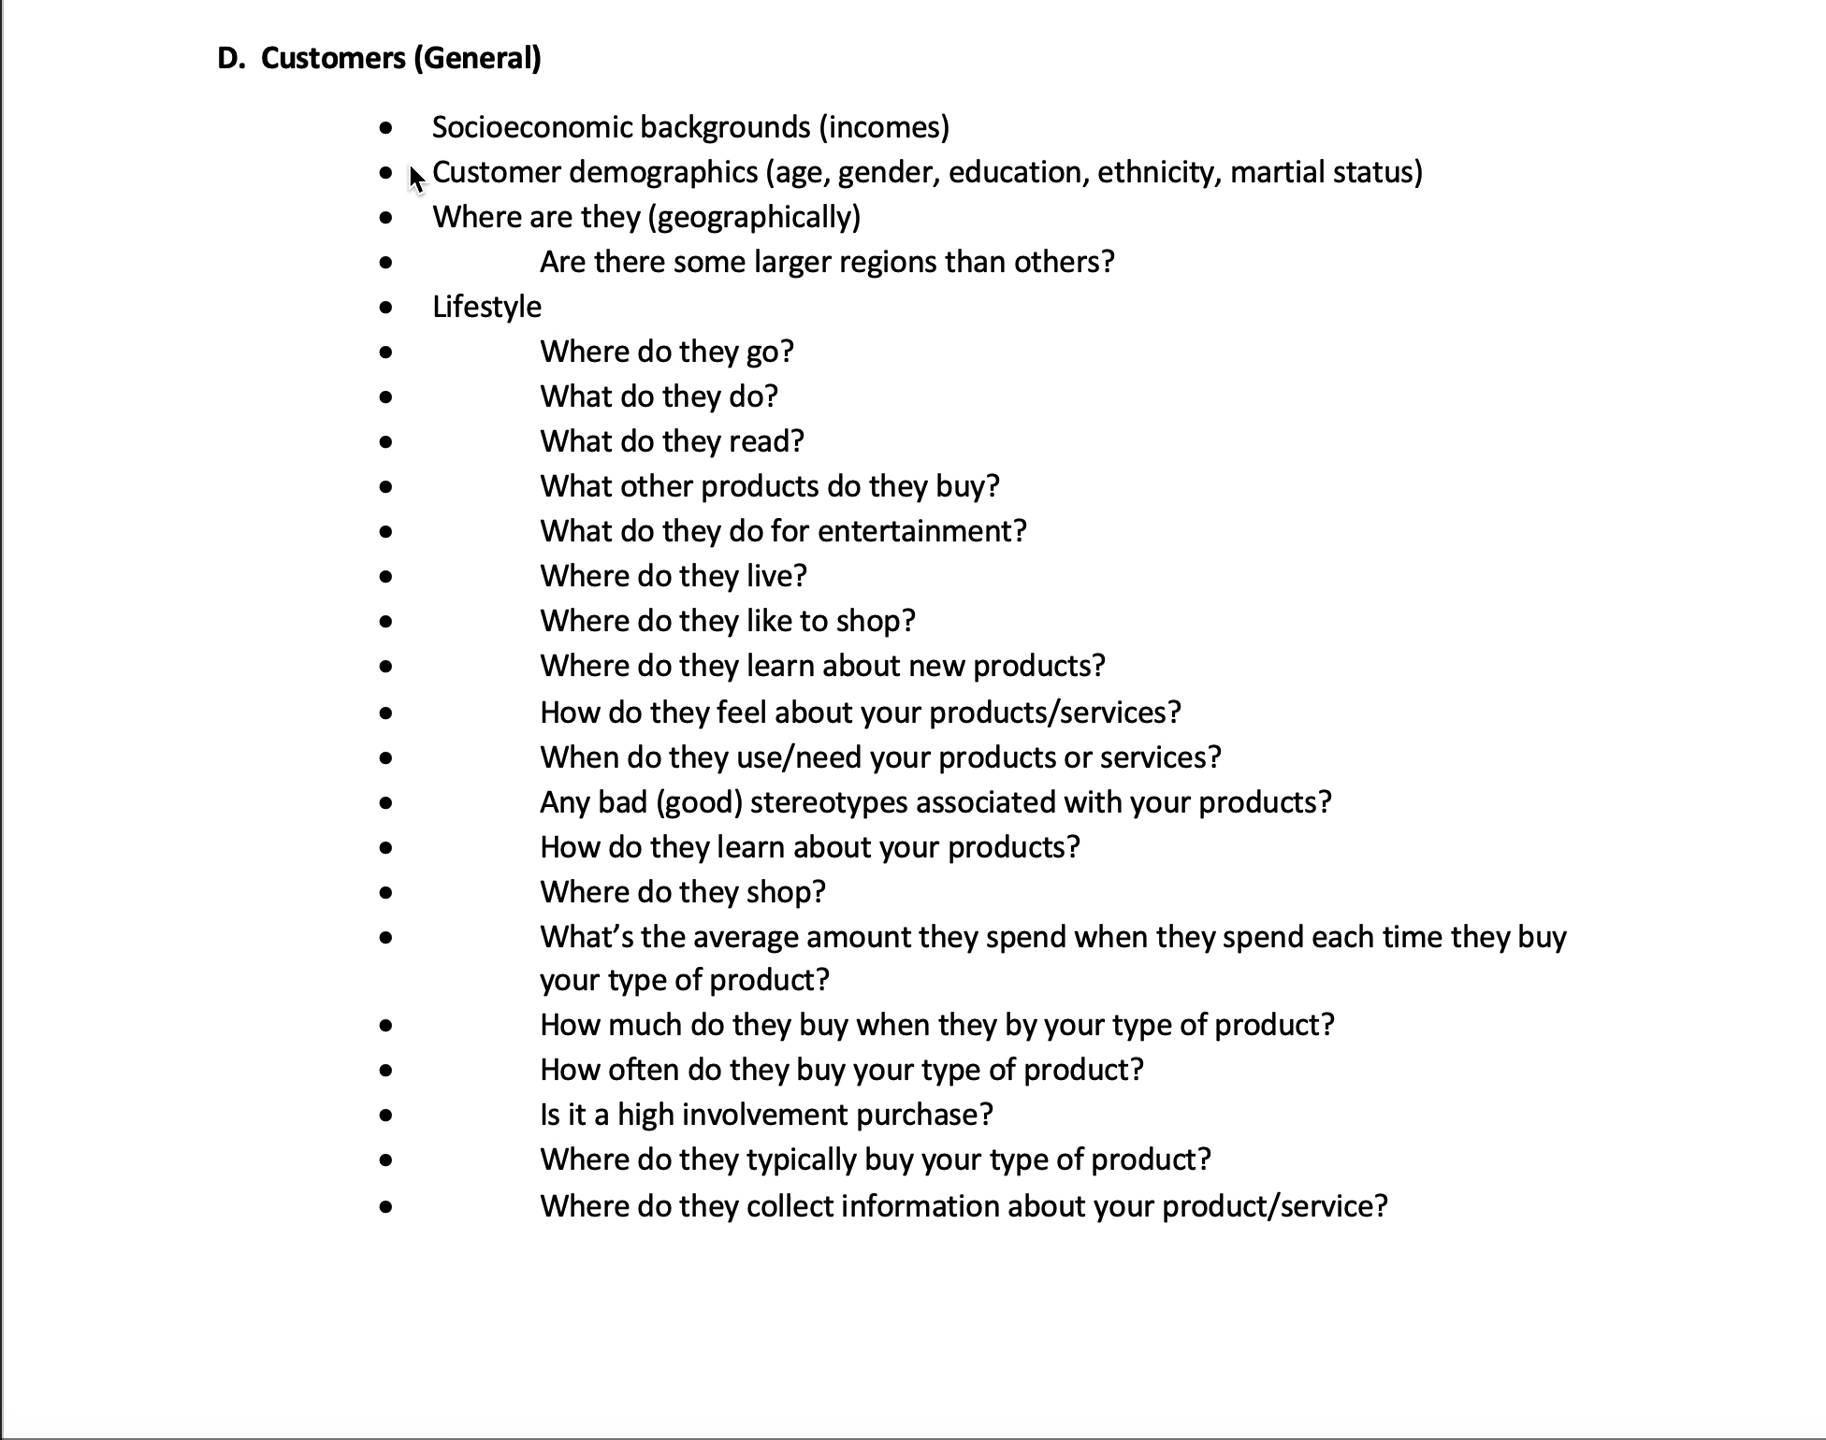 D. Customers (General)
• Socioeconomic backgrounds (incomes)
• Customer demographics (age, gender, education, ethnicity, martial status)
• Where are they (geographically)
• Are there some larger regions than others?
• Lifestyle
• Where do they go?
• What do they do?
• What do they read?
• What other products do they buy?
• What do they do for entertainment?
• Where do they live?
• Where do they like to shop?
• Where do they learn about new products?
• How do they feel about your products/services?
• When do they use/need your products or services?
• Any bad (good) stereotypes associated with your products?
• How do they learn about your products?
• Where do they shop?
• What’s the average amount they spend when they spend each time they buy
your type of product?
• How much do they buy when they by your type of product?
• How often do they buy your type of product?
• Is it a high involvement purchase?
• Where do they typically buy your type of product?
• Where do they collect information about your product/service?